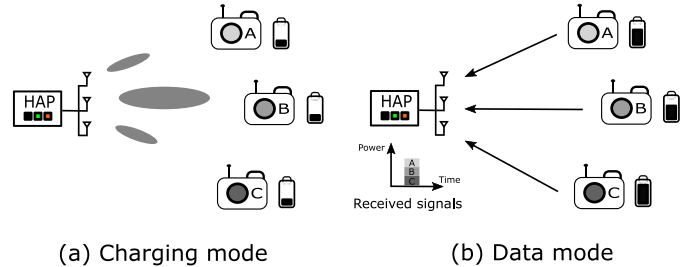 A
HAP
B
C
(a) Charging mode
A
HAP
B
Power
A
B
C
Time
C
Received signals
(b) Data mode